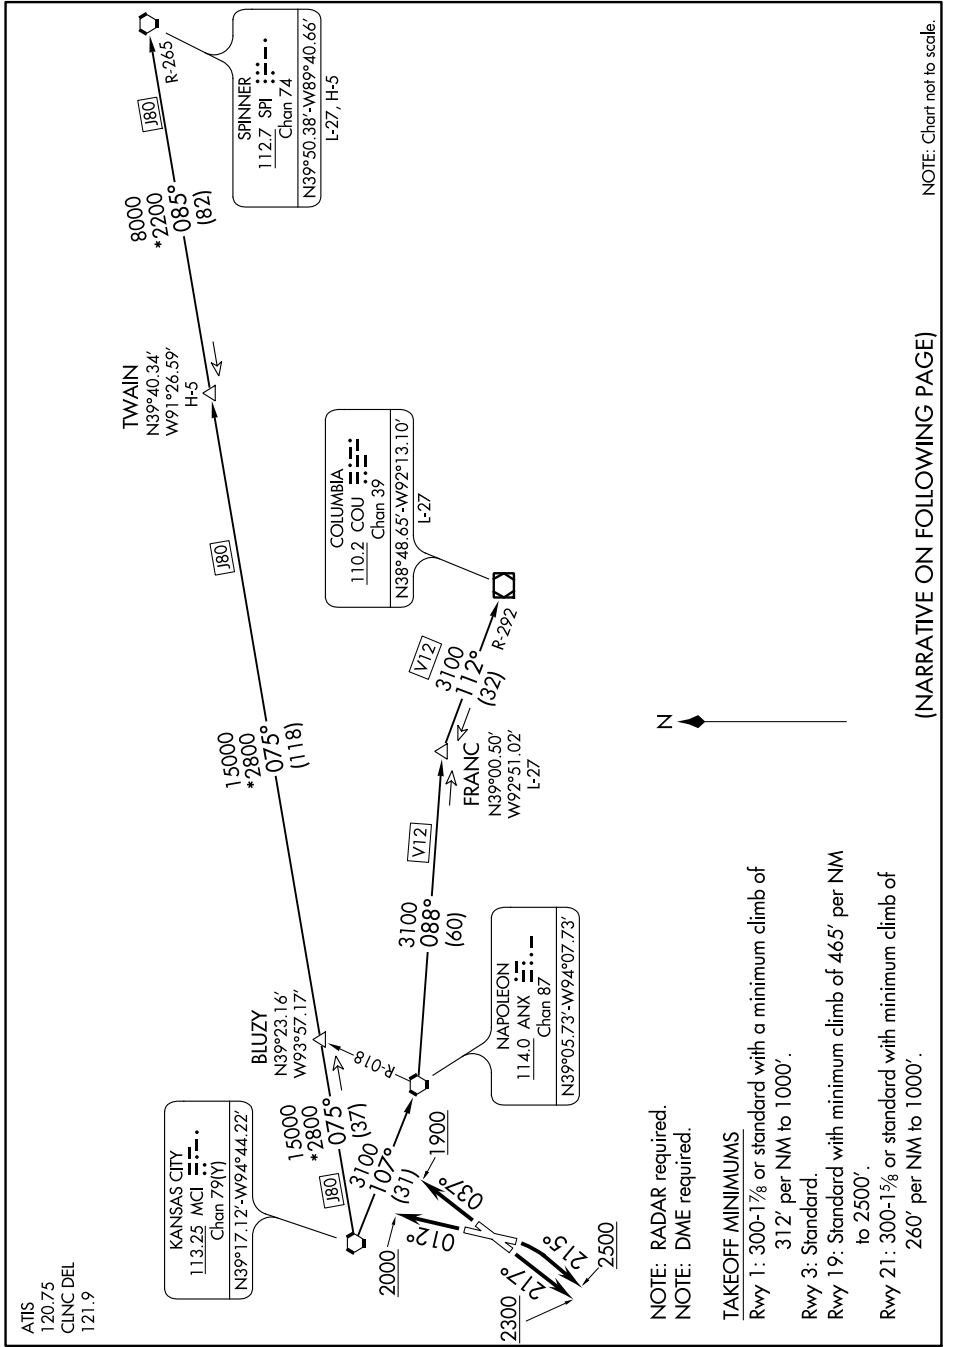 ATIS
120.75
CLNC DEL
121.9
KANSAS CITY
113.25 MCI
Chan 79(Y)
N39°17.12′-W94°44.22′
J80
15000
*2800
075°
(37)
3100
107°
(31)
BLUZY
N39°23.16′
W93°57.17′
R-018
NAPOLEON
114.0 ANX
Chan 87
N39°05.73′-W94°07.73′
2000
012°
1900
037°
2300
217°
215°
2500
15000
*2800
075°
(118)
J80
TWAIN
N39°40.34′
W91°26.59′
H-5
8000
*2200
085°
(82)
J80
R-265
SPINNER
112.7 SPI
Chan 74
N39°50.38′-W89°40.66′
L-27, H-5
3100
088°
(60)
V12
FRANC
N39°00.50′
W92°51.02′
L-27
V12
3100
112°
(32)
R-292
COLUMBIA
110.2 COU
Chan 39
N38°48.65′-W92°13.10′
L-27
N
NOTE: RADAR required.
NOTE: DME required.
TAKEOFF MINIMUMS
Rwy 1: 300-1⅞ or standard with a minimum climb of
312′ per NM to 1000′.
Rwy 3: Standard.
Rwy 19: Standard with minimum climb of 465′ per NM
to 2500′.
Rwy 21: 300-1⅝ or standard with minimum climb of
260′ per NM to 1000′.
(NARRATIVE ON FOLLOWING PAGE)
NOTE: Chart not to scale.